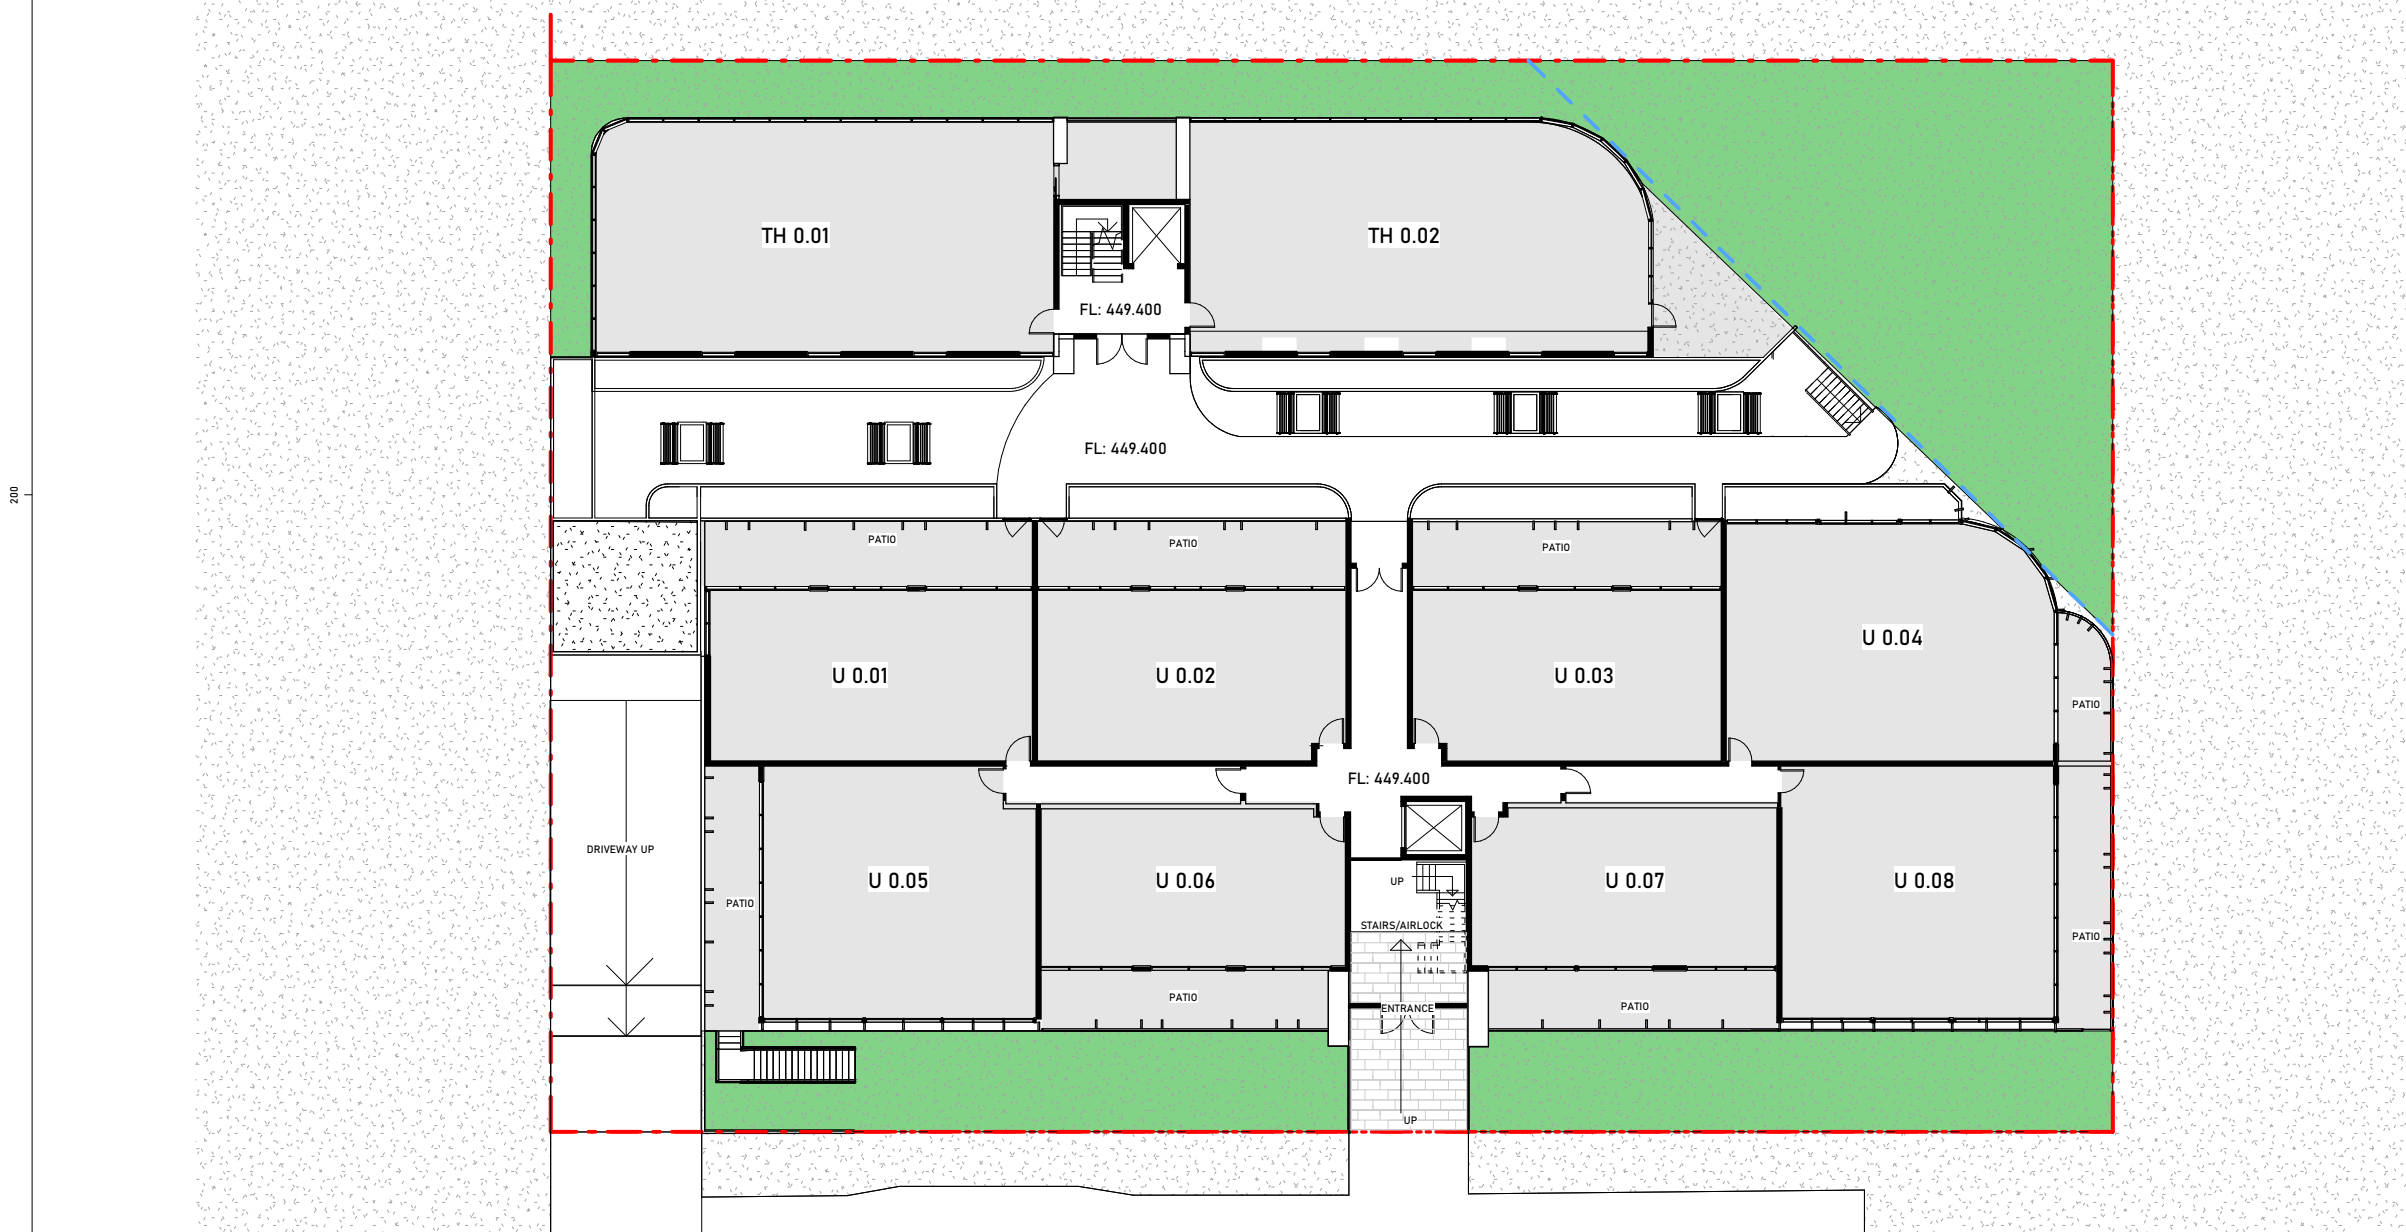 TH 0.01
TH 0.02
FL: 449.400
FL: 449.400
200
PATIO
PATIO
PATIO
U 0.04
U 0.01
U 0.02
U 0.03
PATIO
FL: 449.400
DRIVEWAY UP
U 0.05
U 0.06
UP
U 0.07
U 0.08
PATIO
STAIRS/AIRLOCK
PATIO
PATIO
ENTRANCE
PATIO
UP